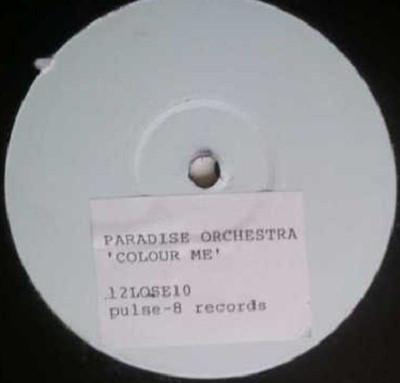 PARADISE ORCHESTRA
'COLOUR ME'
12LOSE10
pulse-8 records